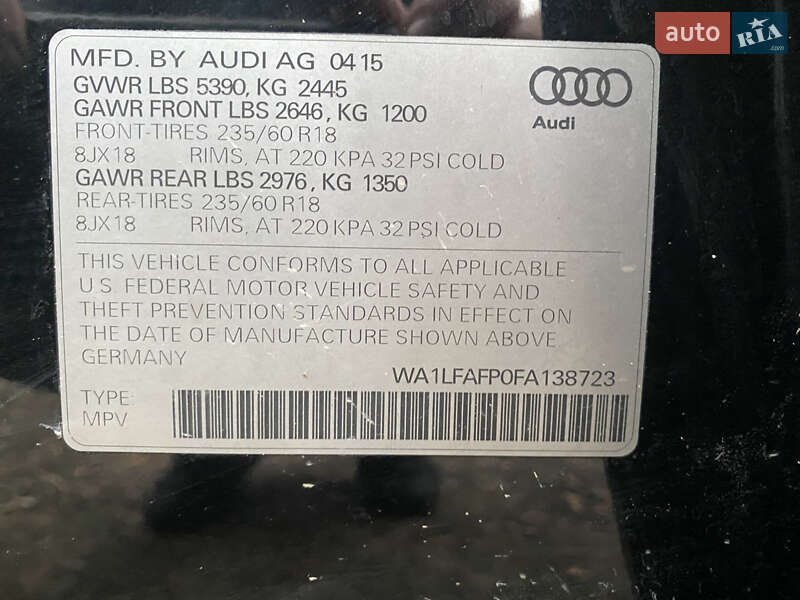 auto RIA.com
MFD. BY AUDI AG 0415
GVWR LBS 5390, KG 2445
GAWR FRONT LBS 2646, KG 1200
FRONT-TIRES 235/60 R18
8JX18 RIMS, AT 220 KPA 32 PSI COLD
GAWR REAR LBS 2976, KG 1350
REAR-TIRES 235/60 R18
8JX18 RIMS, AT 220 KPA 32 PSI COLD
Audi
THIS VEHICLE CONFORMS TO ALL APPLICABLE
U.S. FEDERAL MOTOR VEHICLE SAFETY AND
THEFT PREVENTION STANDARDS IN EFFECT ON
THE DATE OF MANUFACTURE SHOWN ABOVE
GERMANY
WA1LFAFP0FA138723
TYPE:
MPV